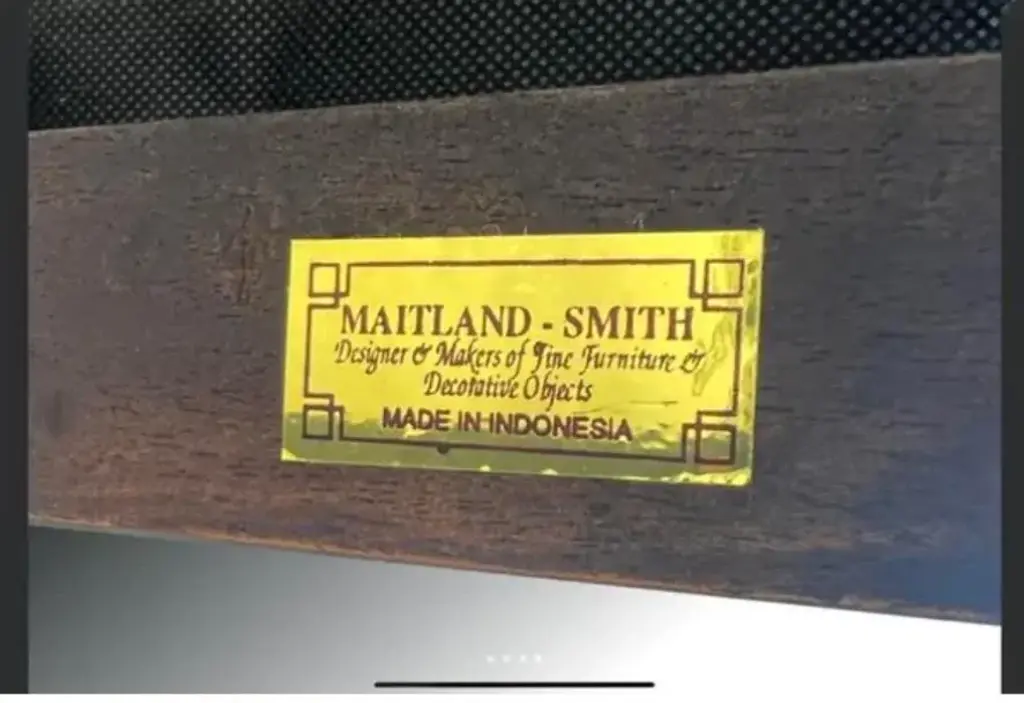 MAITLAND - SMITH
Designer & Makers of Fine Furniture &
Decorative Objects
MADE IN INDONESIA